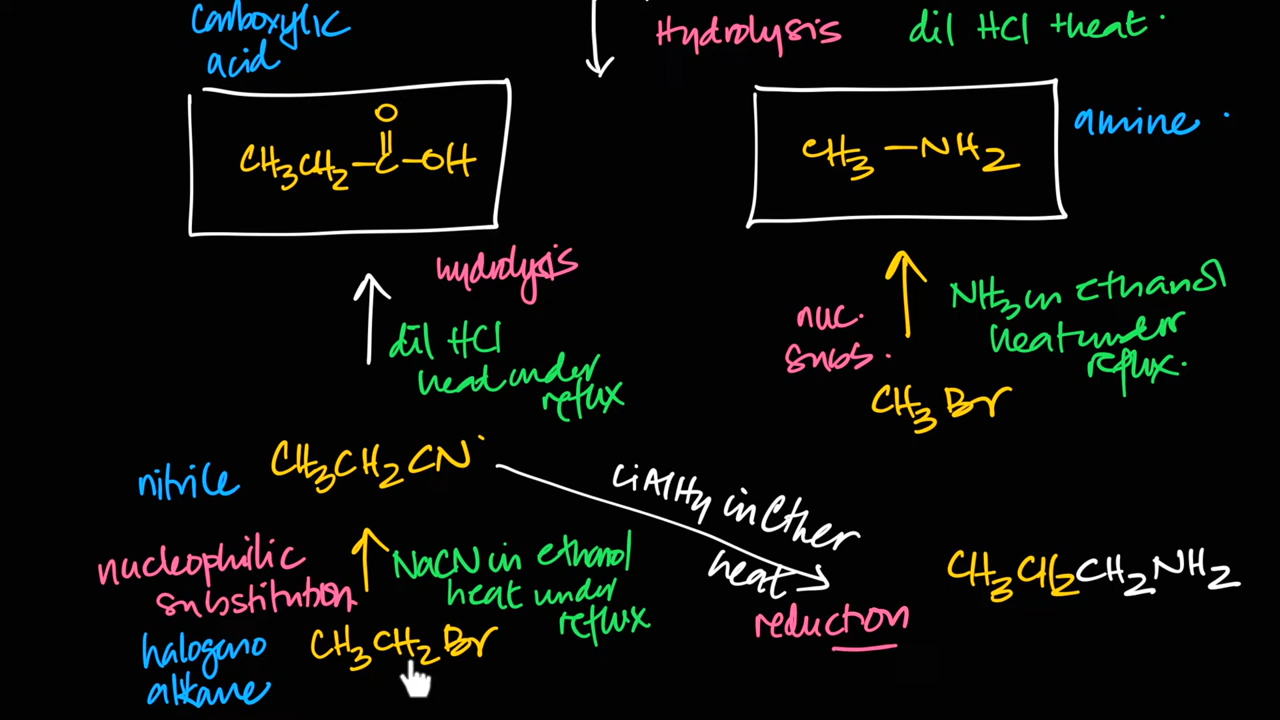 carboxylic
acid
Hydrolysis
dil HCl + heat.
O
CH3CH2-C-OH
CH3-NH2
amine.
hydrolysis
dil HCl
heat under
reflux
nuc.
subs.
NH3 in ethanol
heat under
reflux.
CH3Br
nitrile
CH3CH2CN
LiAlH4 in Ether
heat
reduction
CH3CH2CH2NH2
nucleophilic
substitution
NaCN in ethanol
heat under
reflux
halogeno
alkane
CH3CH2Br